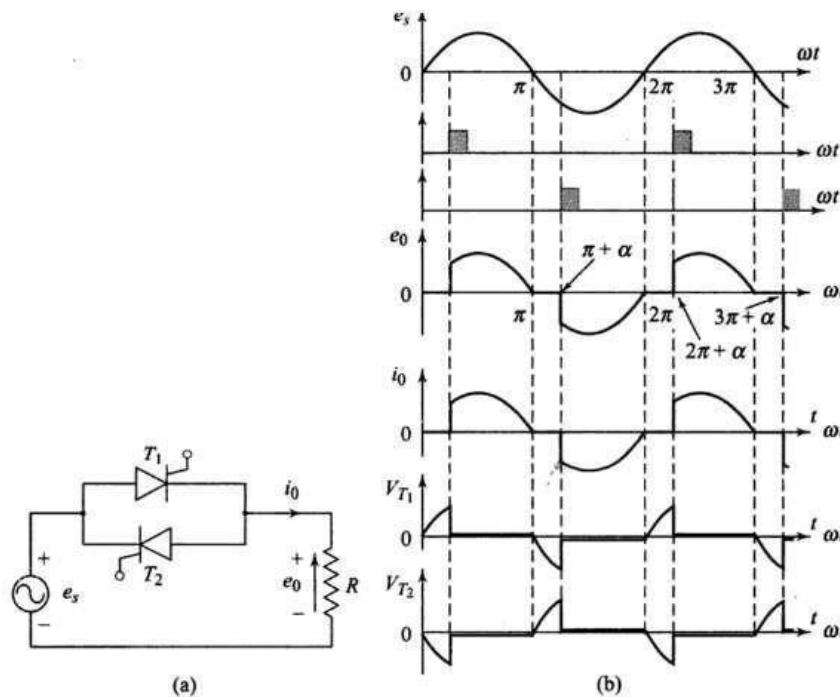 e_s
0
π
2π
3π
ωt
ωt
ωt
e_0
0
π + α
π
2π
3π + α
2π + α
ω
i_0
0
t
ω
V_T1
0
t
ω
V_T2
0
t
ω
T_1
i_0
T_2
+
e_s
−
+
e_0
−
R
(a)
(b)